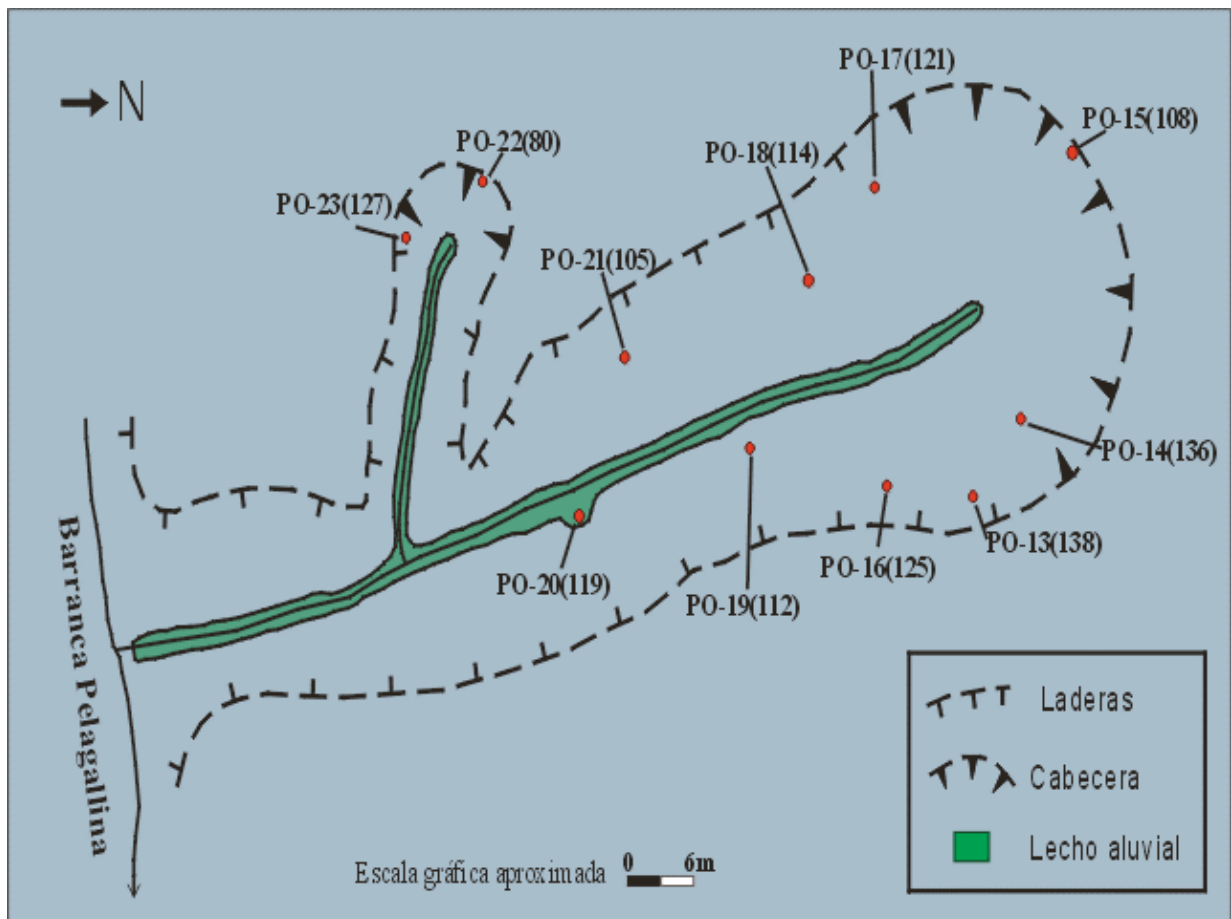 N
PO-17(121)
PO-15(108)
PO-22(80)
PO-18(114)
PO-23(127)
PO-21(105)
PO-14(136)
PO-13(138)
PO-16(125)
PO-20(119)
PO-19(112)
Barranca Pelagallina
Laderas
Cabecera
Lecho aluvial
Escala gráfica aproximada 0 6m